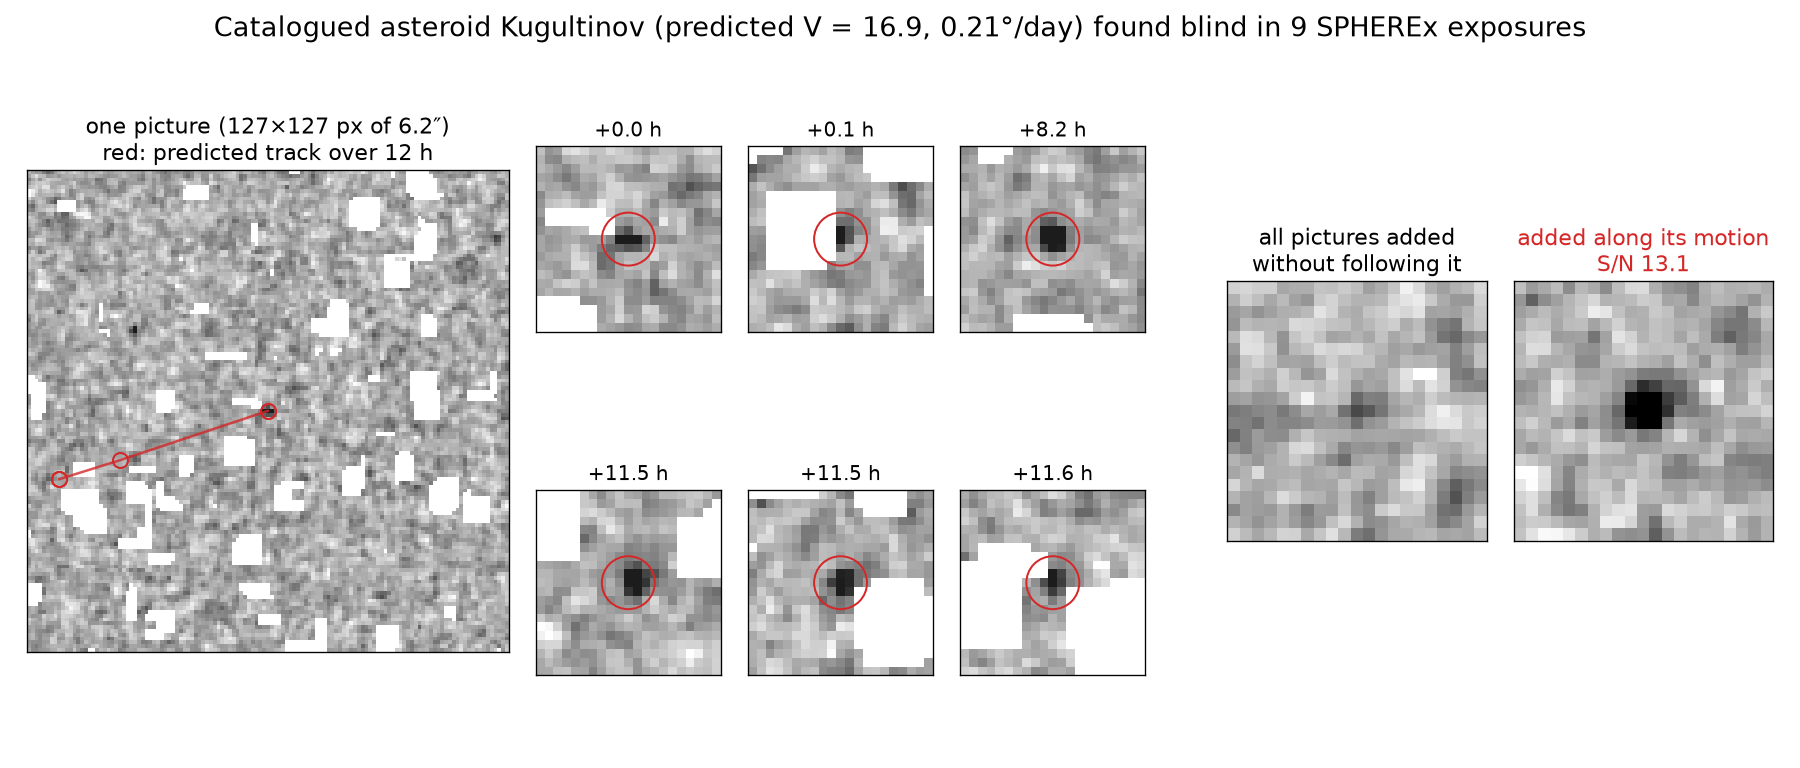 Catalogued asteroid Kugultinov (predicted V = 16.9, 0.21°/day) found blind in 9 SPHEREx exposures
one picture (127×127 px of 6.2″)
red: predicted track over 12 h
+0.0 h
+0.1 h
+8.2 h
+11.5 h
+11.5 h
+11.6 h
all pictures added
without following it
added along its motion
S/N 13.1